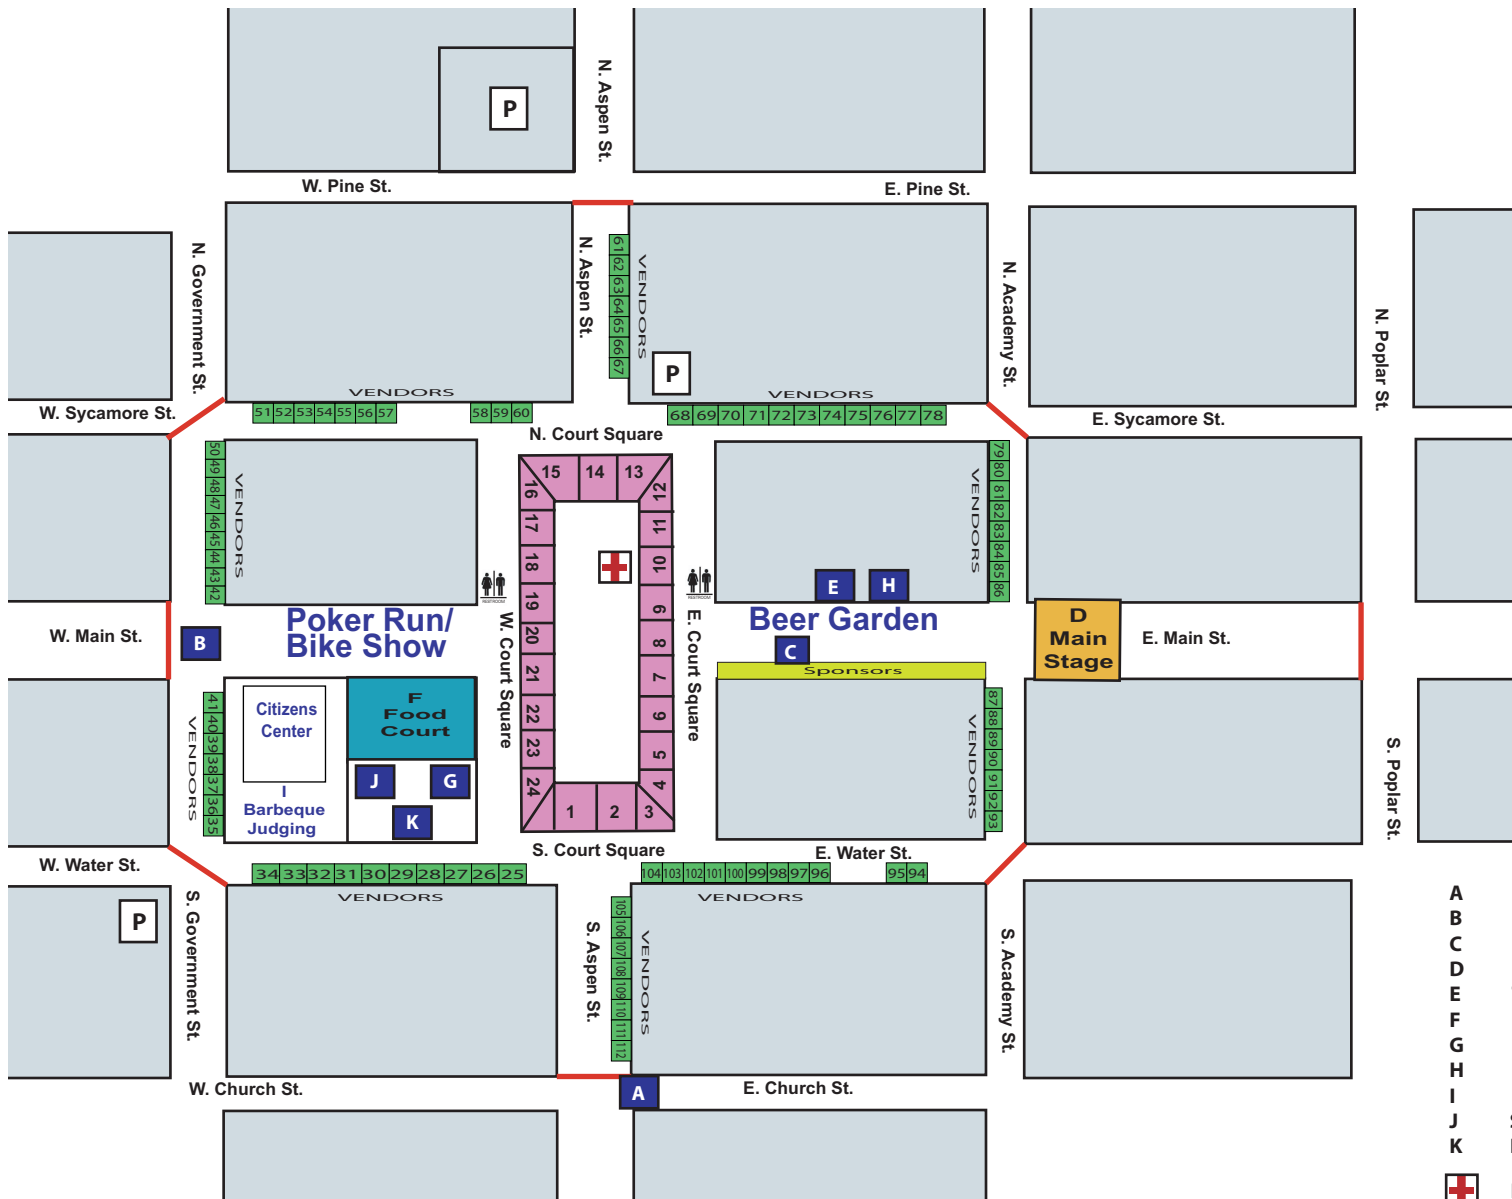 P
N. Aspen St.
W. Pine St.
E. Pine St.
N. Government St.
N. Aspen St.
61 62 63 64 65 66 67
VENDORS
P
N. Academy St.
N. Poplar St.
VENDORS
51 52 53 54 55 56 57
58 59 60
VENDORS
68 69 70 71 72 73 74 75 76 77 78
W. Sycamore St.
E. Sycamore St.
N. Court Square
50 49 48 47 46 45 44 43 42
VENDORS
15 14 13
16 17 18 19 20 21 22 23 24
12 11 10 9 8 7 6 5 4
1 2 3
RESTROOM
RESTROOM
W. Court Square
E. Court Square
VENDORS
79 80 81 82 83 84 85 86
E
H
Poker Run/
Bike Show
Beer Garden
W. Main St.
B
C
Sponsors
D
Main
Stage
E. Main St.
41 40 39 38 37 36 35
VENDORS
Citizens
Center
I
Barbeque
Judging
F
Food
Court
J
G
K
VENDORS
87 88 89 90 91 92 93
S. Poplar St.
S. Court Square
E. Water St.
W. Water St.
34 33 32 31 30 29 28 27 26 25
VENDORS
104 103 102 101 100 99 98 97 96
95 94
VENDORS
P
S. Government St.
S. Aspen St.
105 106 107 108 109 110 111 112
VENDORS
S. Academy St.
W. Church St.
A
E. Church St.
A
B
C
D
E
F
G
H
I
J
K